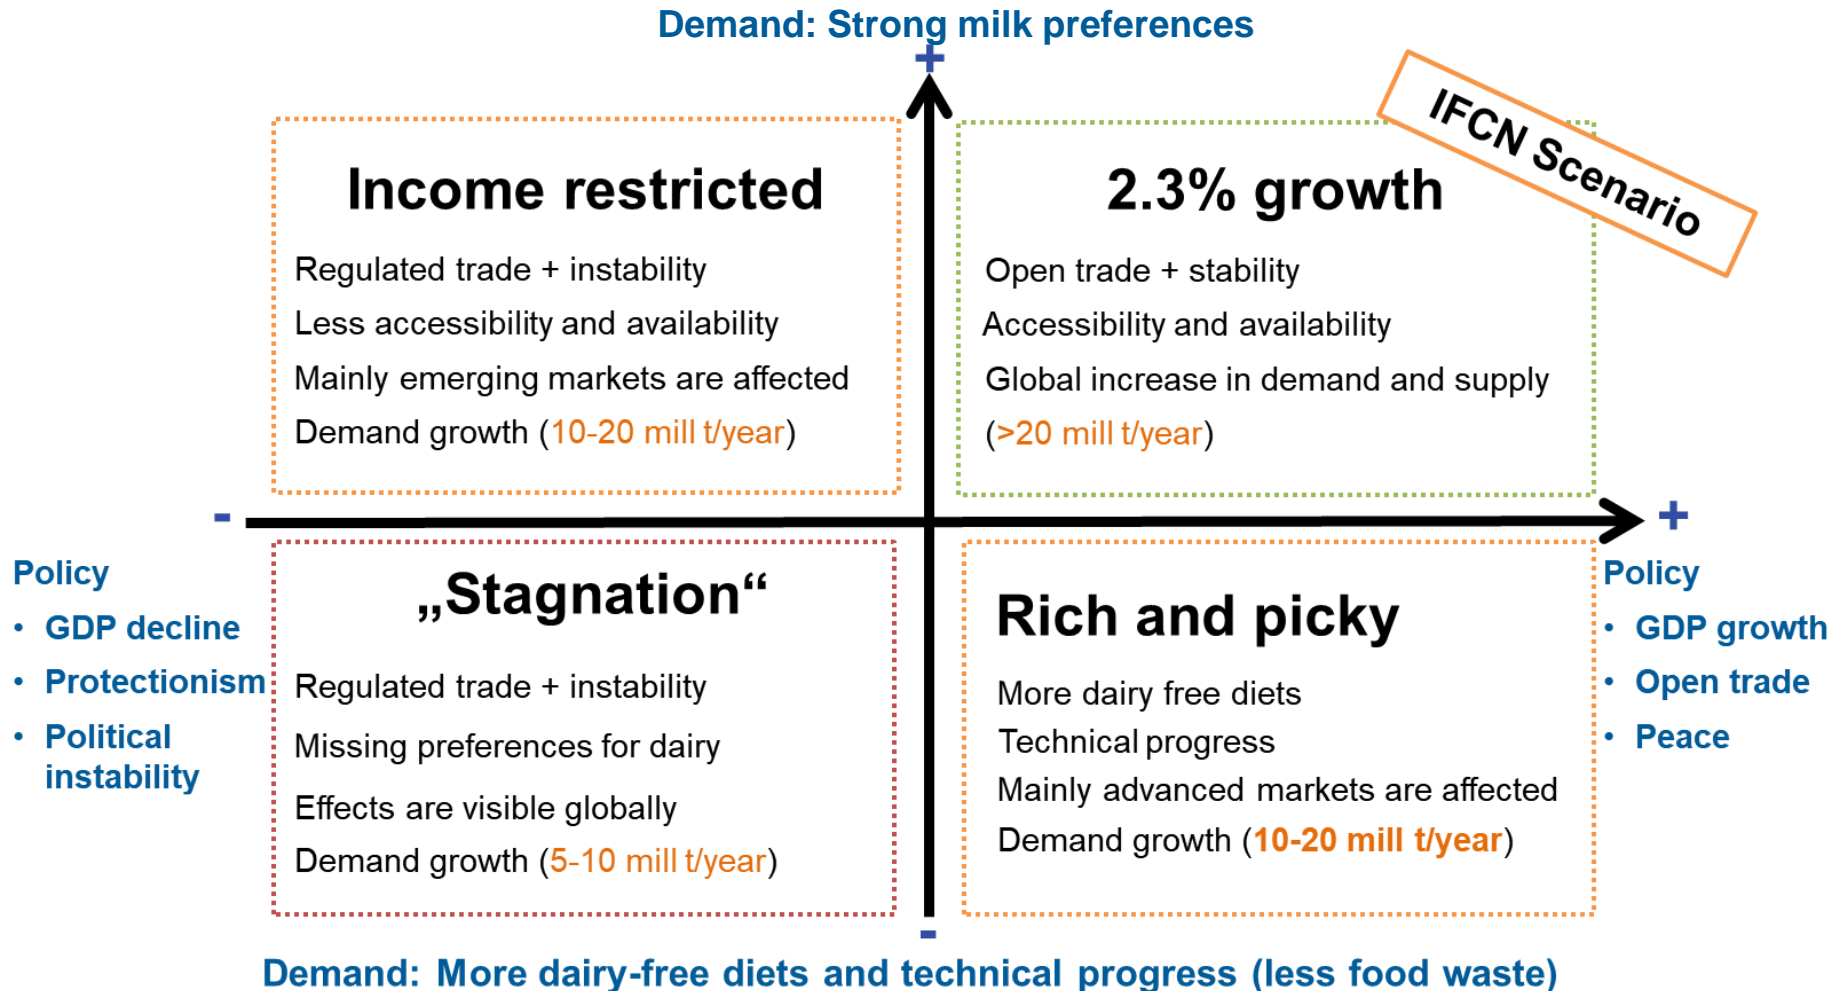 Demand: Strong milk preferences
+
IFCN Scenario
Income restricted
Regulated trade + instability
Less accessibility and availability
Mainly emerging markets are affected
Demand growth (10-20 mill t/year)
2.3% growth
Open trade + stability
Accessibility and availability
Global increase in demand and supply
(>20 mill t/year)
-
+
Policy
• GDP decline
• Protectionism
• Political
instability
„Stagnation“
Regulated trade + instability
Missing preferences for dairy
Effects are visible globally
Demand growth (5-10 mill t/year)
Rich and picky
More dairy free diets
Technical progress
Mainly advanced markets are affected
Demand growth (10-20 mill t/year)
Policy
• GDP growth
• Open trade
• Peace
-
Demand: More dairy-free diets and technical progress (less food waste)